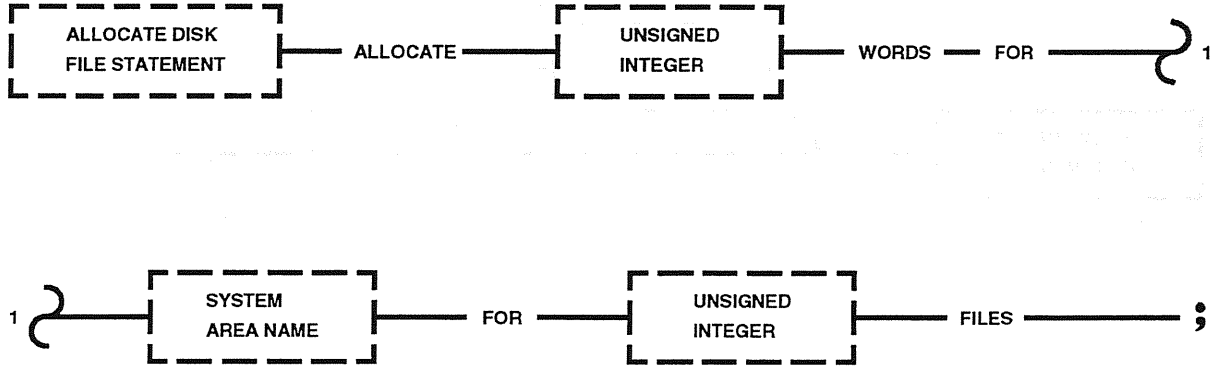 ALLOCATE DISK
FILE STATEMENT
ALLOCATE
UNSIGNED
INTEGER
WORDS
FOR
1
1
SYSTEM
AREA NAME
FOR
UNSIGNED
INTEGER
FILES
;